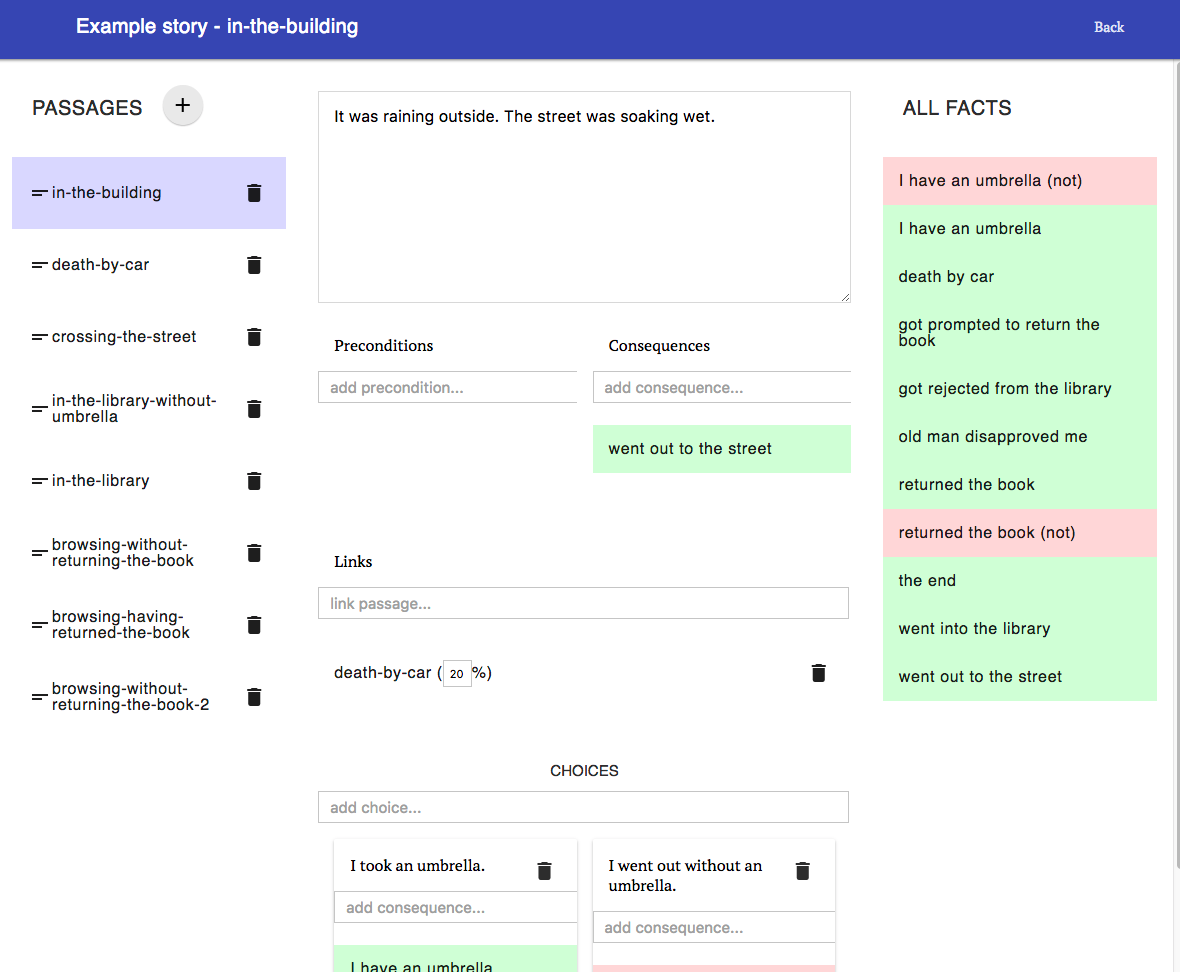 Example story - in-the-building
Back
PASSAGES
+
in-the-building
death-by-car
crossing-the-street
in-the-library-without-
umbrella
in-the-library
browsing-without-
returning-the-book
browsing-having-
returned-the-book
browsing-without-
returning-the-book-2
It was raining outside. The street was soaking wet.
Preconditions
add precondition...
Consequences
add consequence...
went out to the street
Links
link passage...
death-by-car (20%)
CHOICES
add choice...
I took an umbrella.
add consequence...
I have an umbrella
I went out without an
umbrella.
add consequence...
ALL FACTS
I have an umbrella (not)
I have an umbrella
death by car
got prompted to return the
book
got rejected from the library
old man disapproved me
returned the book
returned the book (not)
the end
went into the library
went out to the street